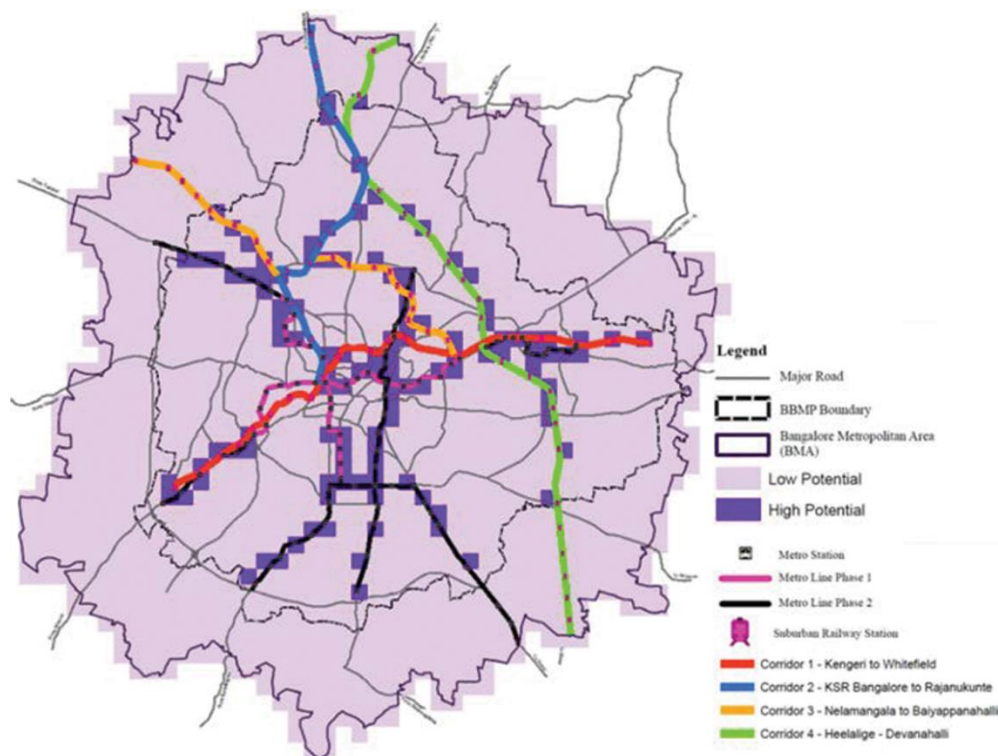 Legend
Major Road
BBMP Boundary
Bangalore Metropolitan Area
(BMA)
Low Potential
High Potential
Metro Station
Metro Line Phase 1
Metro Line Phase 2
Suburban Railway Station
Corridor 1 - Kengeri to Whitefield
Corridor 2 - KSR Bangalore to Rajanukunte
Corridor 3 - Nelamangala to Baiyappanahalli
Corridor 4 - Heelalige - Devanahalli